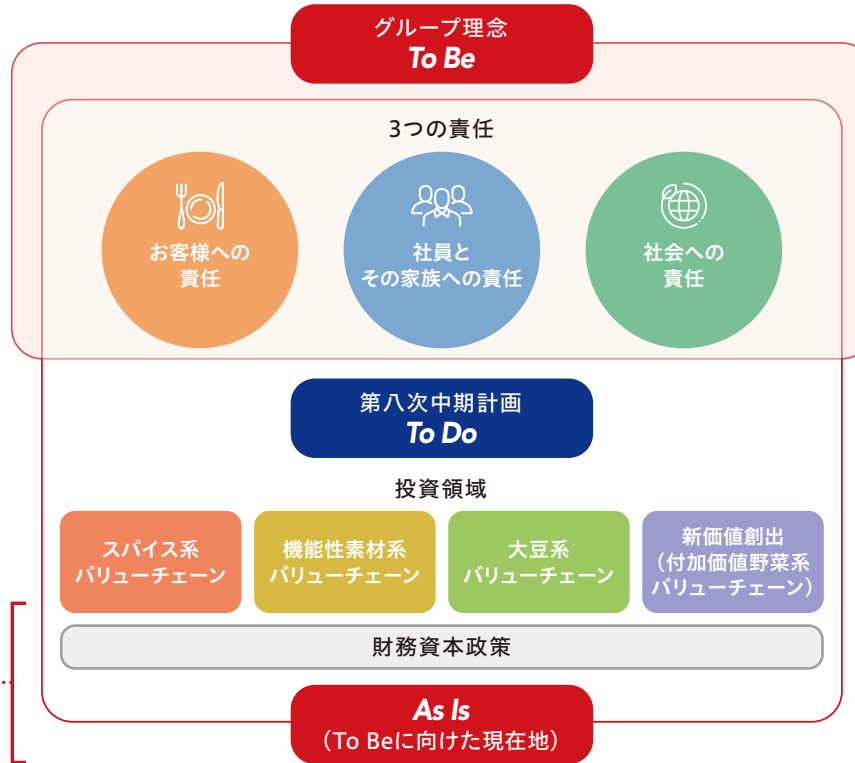 グループ理念
To Be
3つの責任
お客様への
責任
社員と
その家族への責任
社会への
責任
第八次中期計画
To Do
投資領域
スパイス系
バリューチェーン
機能性素材系
バリューチェーン
大豆系
バリューチェーン
新価値創出
（付加価値野菜系
バリューチェーン）
財務資本政策
As Is
（To Beに向けた現在地）